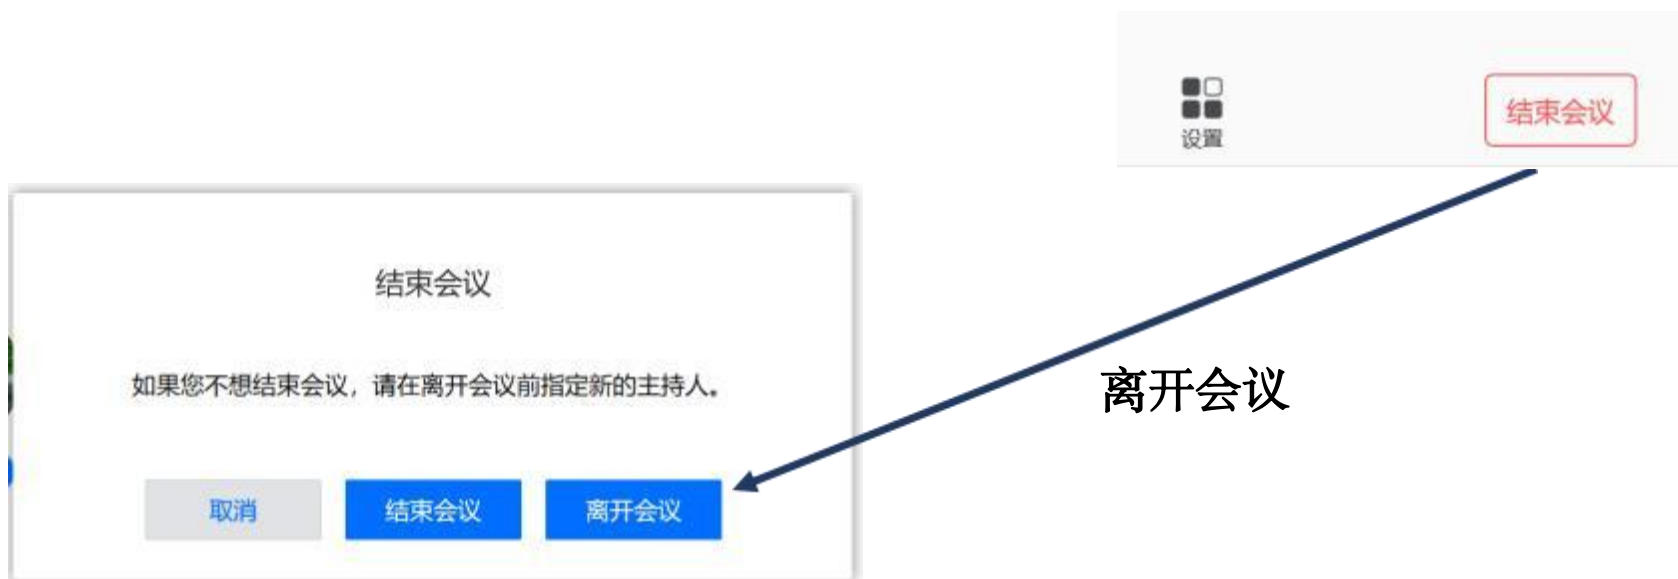 设置
结束会议
结束会议
如果您不想结束会议，请在离开会议前指定新的主持人。
离开会议
取消
结束会议
离开会议